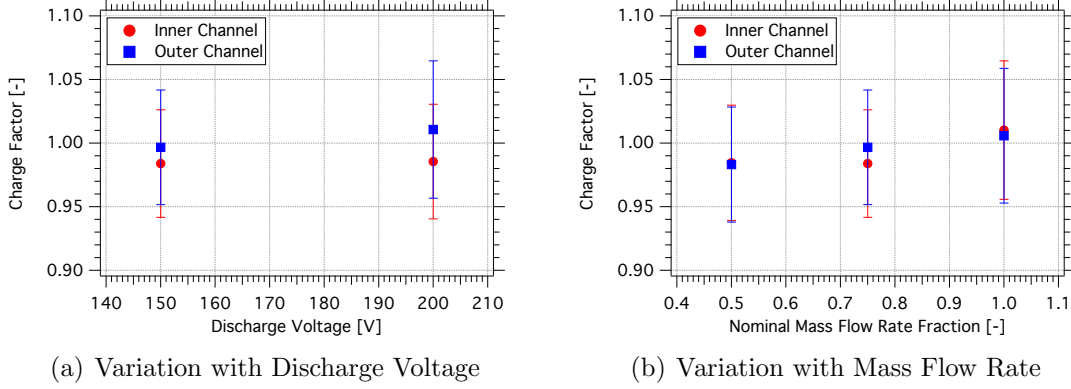 1.10
1.05
1.00
0.95
0.90
Charge Factor [-]
Inner Channel
Outer Channel
140 150 160 170 180 190 200 210
Discharge Voltage [V]
(a) Variation with Discharge Voltage
1.10
1.05
1.00
0.95
0.90
Charge Factor [-]
Inner Channel
Outer Channel
0.4 0.5 0.6 0.7 0.8 0.9 1.0 1.1
Nominal Mass Flow Rate Fraction [-]
(b) Variation with Mass Flow Rate